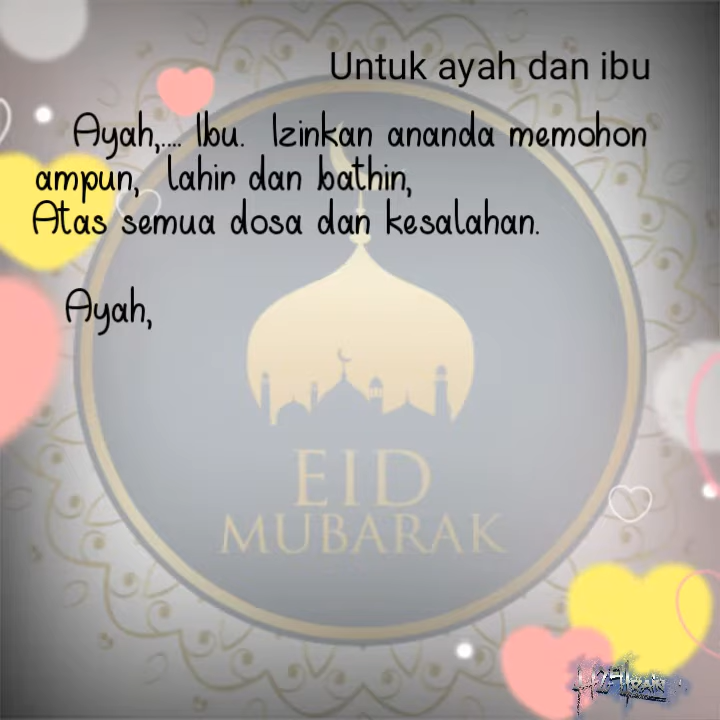 Untuk ayah dan ibu
Ayah,.... Ibu. Izinkan ananda memohon
ampun, lahir dan bathin,
Atas semua dosa dan kesalahan.
Ayah,
EID
MUBARAK